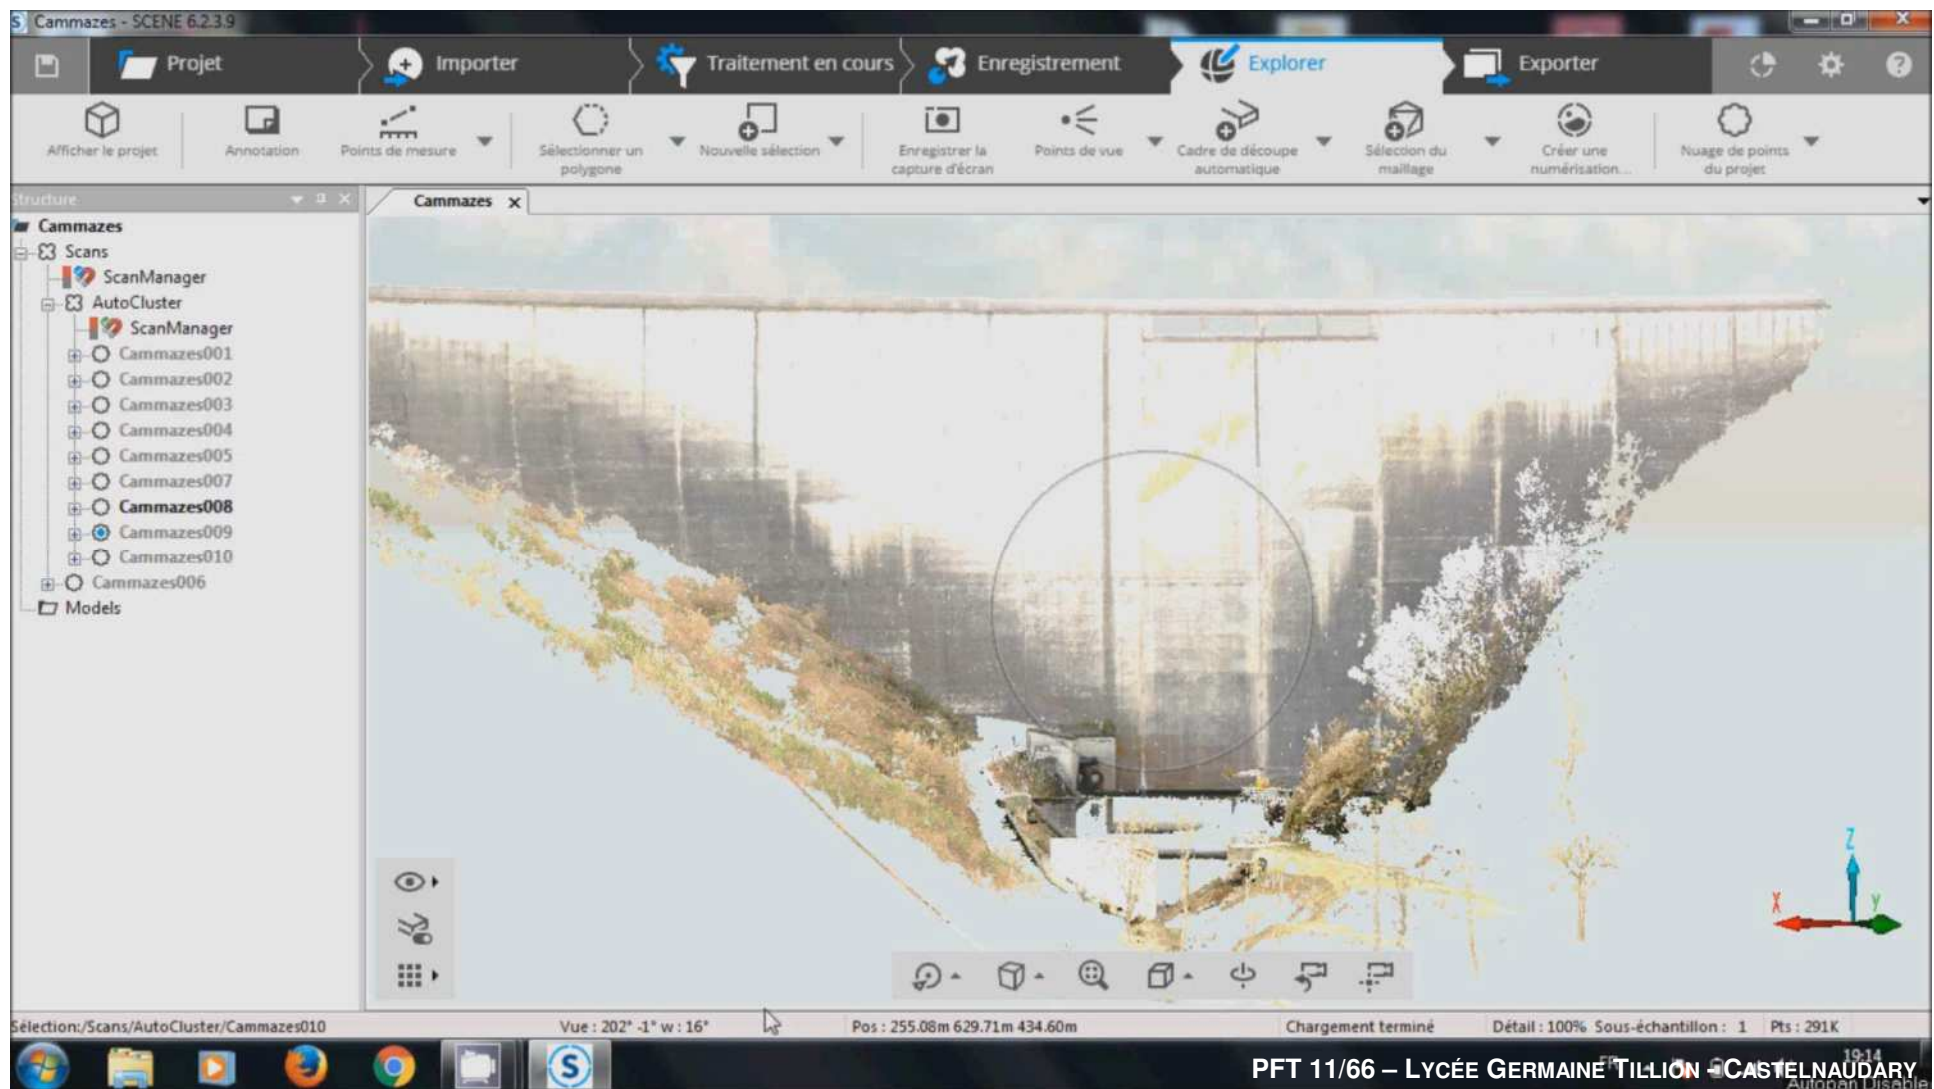 Cammazes - SCENE 6.2.3.9
Projet
Importer
Traitement en cours
Enregistrement
Explorer
Exporter
Afficher le projet
Annotation
Points de mesure
Sélectionner un
polygone
Nouvelle sélection
Enregistrer la
capture d'écran
Points de vue
Cadre de découpe
automatique
Sélection du
maillage
Créer une
numérisation...
Nuage de points
du projet
Structure
Cammazes
Cammazes
Scans
ScanManager
AutoCluster
ScanManager
Cammazes001
Cammazes002
Cammazes003
Cammazes004
Cammazes005
Cammazes007
Cammazes008
Cammazes009
Cammazes010
Cammazes006
Models
Z
X
Y
Sélection:/Scans/AutoCluster/Cammazes010
Vue : 202° -1° w : 16°
Pos : 255.08m 629.71m 434.60m
Chargement terminé
Détail : 100% Sous-échantillon : 1 Pts : 291K
FR
19:14
PFT 11/66 – LYCÉE GERMAINE TILLION - CASTELNAUDARY
Autopan Disable